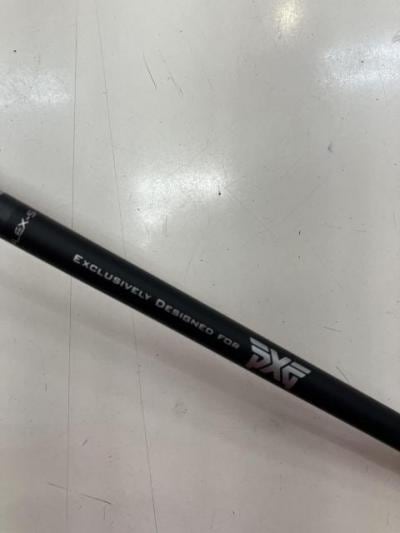 EXCLUSIVELY DESIGNED FOR PXG